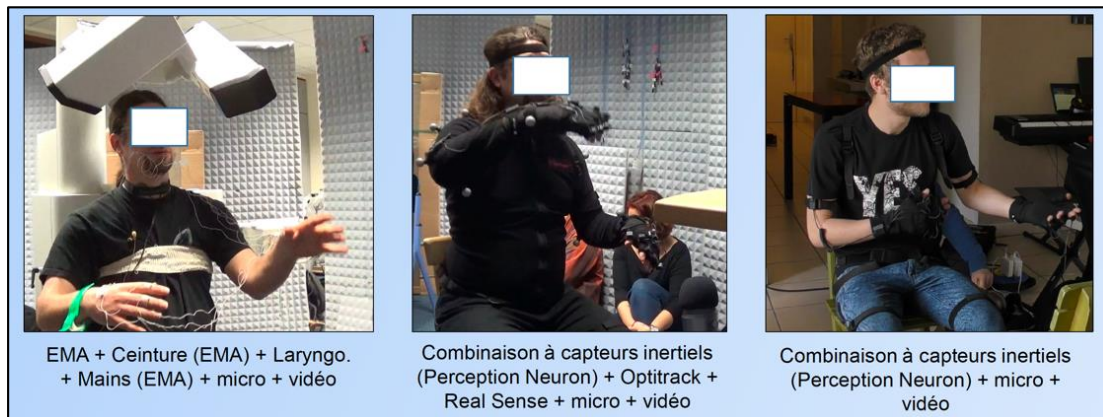 YES
EMA + Ceinture (EMA) + Laryngo.
+ Mains (EMA) + micro + vidéo
Combinaison à capteurs inertiels
(Perception Neuron) + Optitrack +
Real Sense + micro + vidéo
Combinaison à capteurs inertiels
(Perception Neuron) + micro +
vidéo